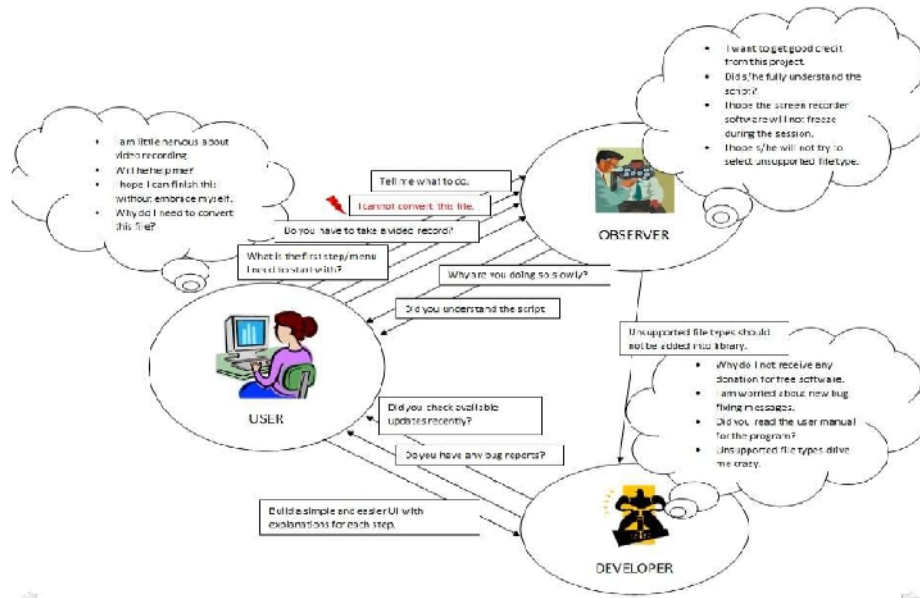 I want to get good credit
from this project.
Did s/he fully understand the
script?
I hope the screen recorder
software will not freeze
during the session.
I hope s/he will not try to
select unsupported file type.
I am little nervous about
video recording
Will he help me?
I hope I can finish this
without embrace myself.
Why do I need to convert
this file?
Tell me what to do.
I cannot convert this file.
Do you have to take a video record?
What is the first step/menu
I need to start with?
OBSERVER
Why are you doing so slowly?
Did you understand the script
USER
Unsupported file types should
not be added into library.
Why do I not receive any
donation for free software.
I am worried about new bug
fixing messages.
Did you read the user manual
for the program?
Unsupported file types drive
me crazy.
Did you check available
updates recently?
Do you have any bug reports?
Build a simple and easier UI with
explanations for each step.
DEVELOPER